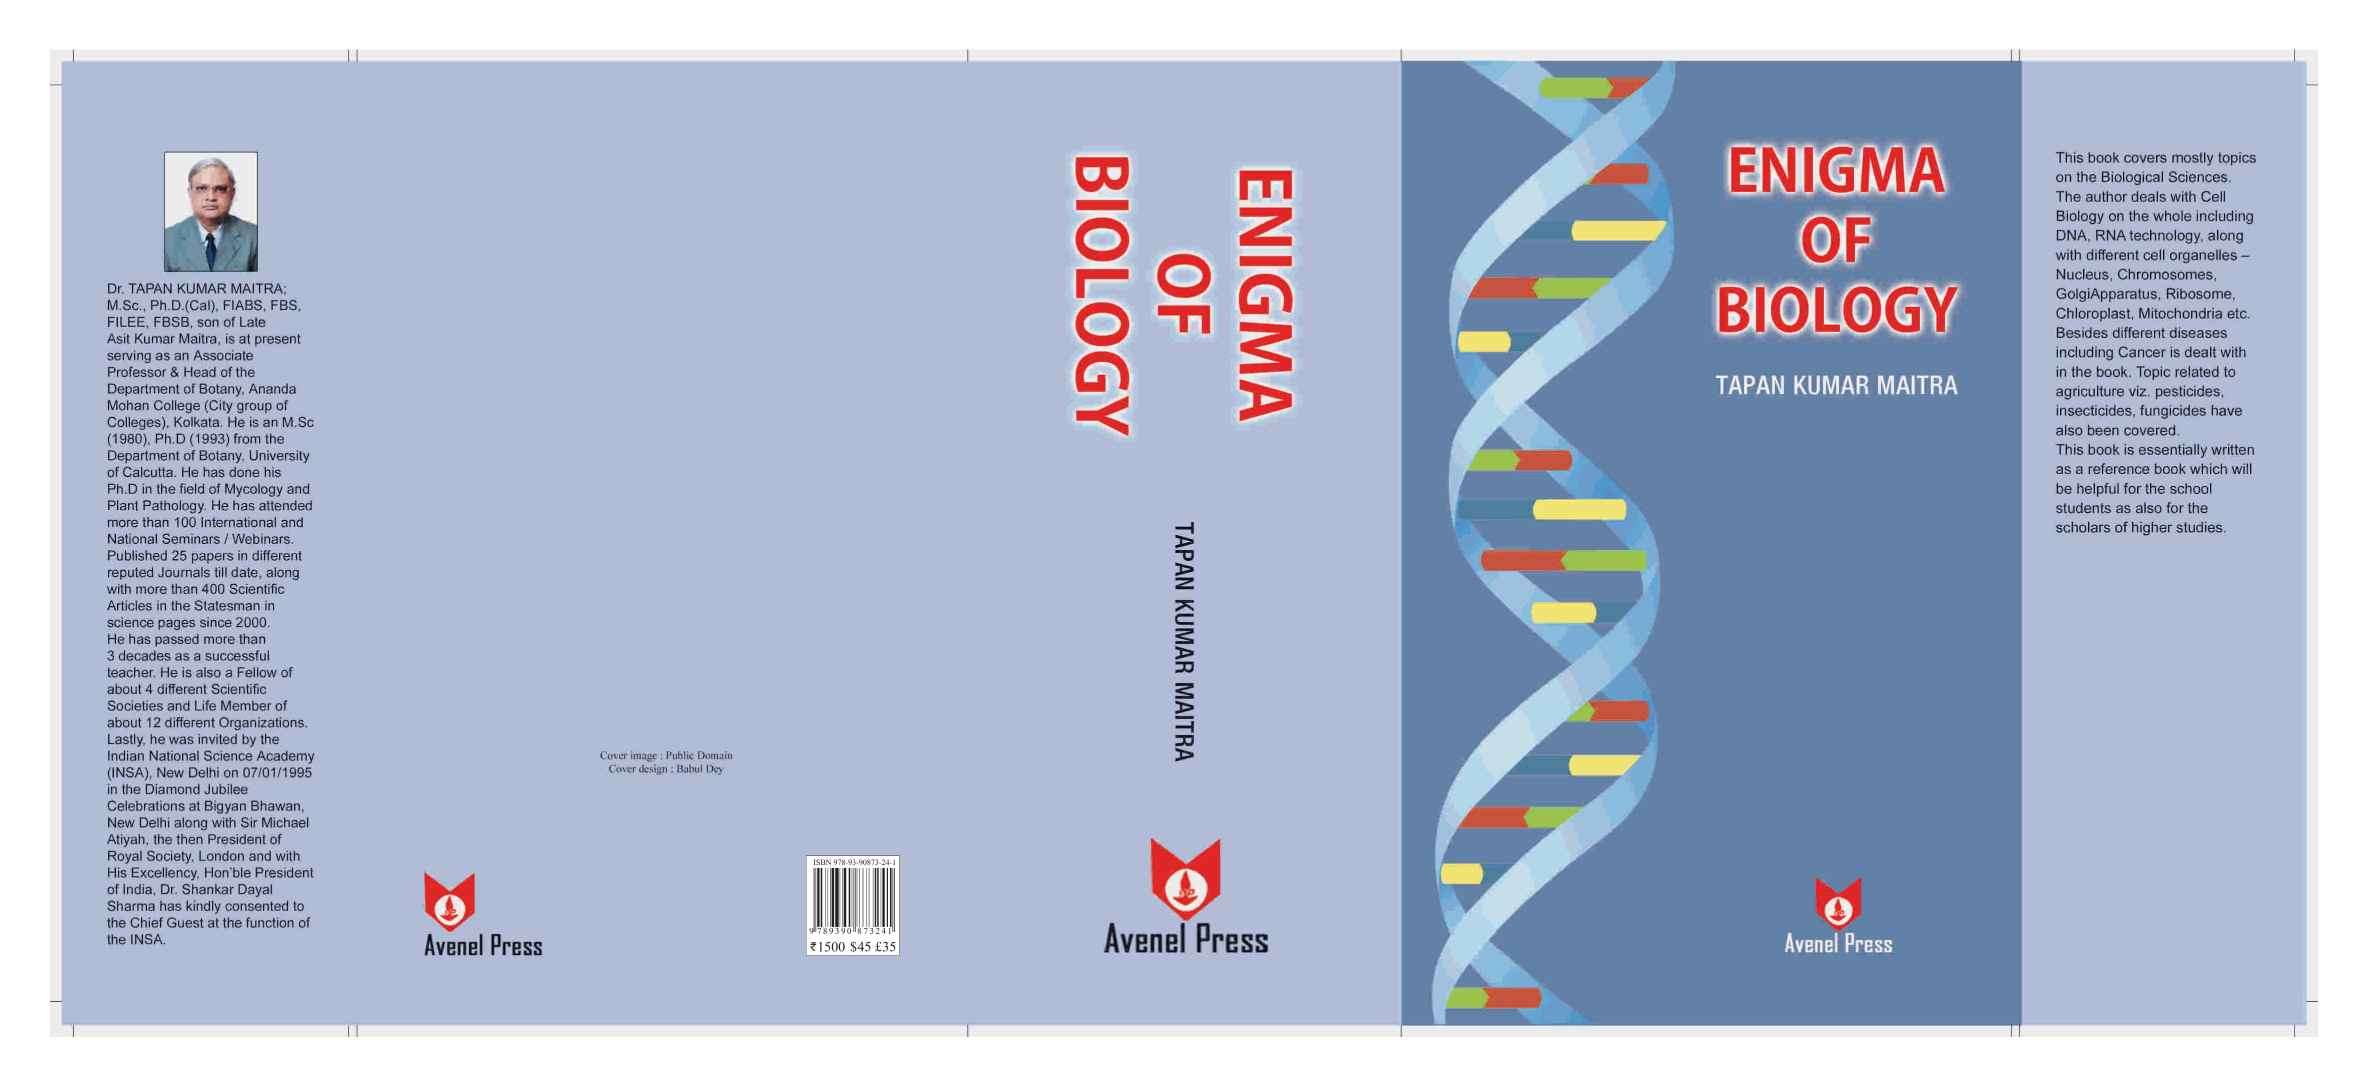 Dr. TAPAN KUMAR MAITRA;
M.Sc., Ph.D.(Cal), FIABS, FBS,
FILEE, FBSB, son of Late
Asit Kumar Maitra, is at present
serving as an Associate
Professor & Head of the
Department of Botany, Ananda
Mohan College (City group of
Colleges), Kolkata. He is an M.Sc
(1980), Ph.D (1993) from the
Department of Botany, University
of Calcutta. He has done his
Ph.D in the field of Mycology and
Plant Pathology. He has attended
more than 100 International and
National Seminars / Webinars.
Published 25 papers in different
reputed Journals till date, along
with more than 400 Scientific
Articles in the Statesman in
science pages since 2000.
He has passed more than
3 decades as a successful
teacher. He is also a Fellow of
about 4 different Scientific
Societies and Life Member of
about 12 different Organizations.
Lastly, he was invited by the
Indian National Science Academy
(INSA), New Delhi on 07/01/1995
in the Diamond Jubilee
Celebrations at Bigyan Bhawan,
New Delhi along with Sir Michael
Atiyah, the then President of
Royal Society, London and with
His Excellency, Hon'ble President
of India, Dr. Shankar Dayal
Sharma has kindly consented to
the Chief Guest at the function of
the INSA.
Cover image : Public Domain
Cover design : Babul Dey
Avenel Press
ISBN 978-93-90873-24-1
9 789390 873241
₹1500 $45 £35
ENIGMA
OF
BIOLOGY
TAPAN KUMAR MAITRA
Avenel Press
ENIGMA
OF
BIOLOGY
TAPAN KUMAR MAITRA
Avenel Press
This book covers mostly topics
on the Biological Sciences.
The author deals with Cell
Biology on the whole including
DNA, RNA technology, along
with different cell organelles –
Nucleus, Chromosomes,
GolgiApparatus, Ribosome,
Chloroplast, Mitochondria etc.
Besides different diseases
including Cancer is dealt with
in the book. Topic related to
agriculture viz. pesticides,
insecticides, fungicides have
also been covered.
This book is essentially written
as a reference book which will
be helpful for the school
students as also for the
scholars of higher studies.